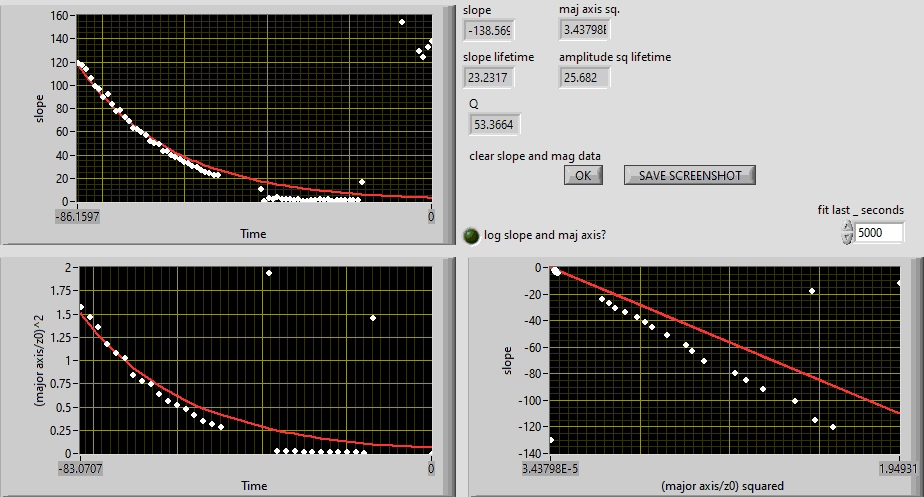 160
140
120
100
80
60
40
20
0
slope
-86.1597
0
Time
slope
maj axis sq.
-138.569
3.43798E
slope lifetime
amplitude sq lifetime
23.2317
25.682
Q
53.3664
clear slope and mag data
OK
SAVE SCREENSHOT
fit last _ seconds
5000
log slope and maj axis?
2
1.75
1.5
1.25
1
0.75
0.5
0.25
0
(major axis/z0)^2
-83.0707
0
Time
0
-20
-40
-60
-80
-100
-120
-140
slope
3.43798E-5
1.94931
(major axis/z0) squared